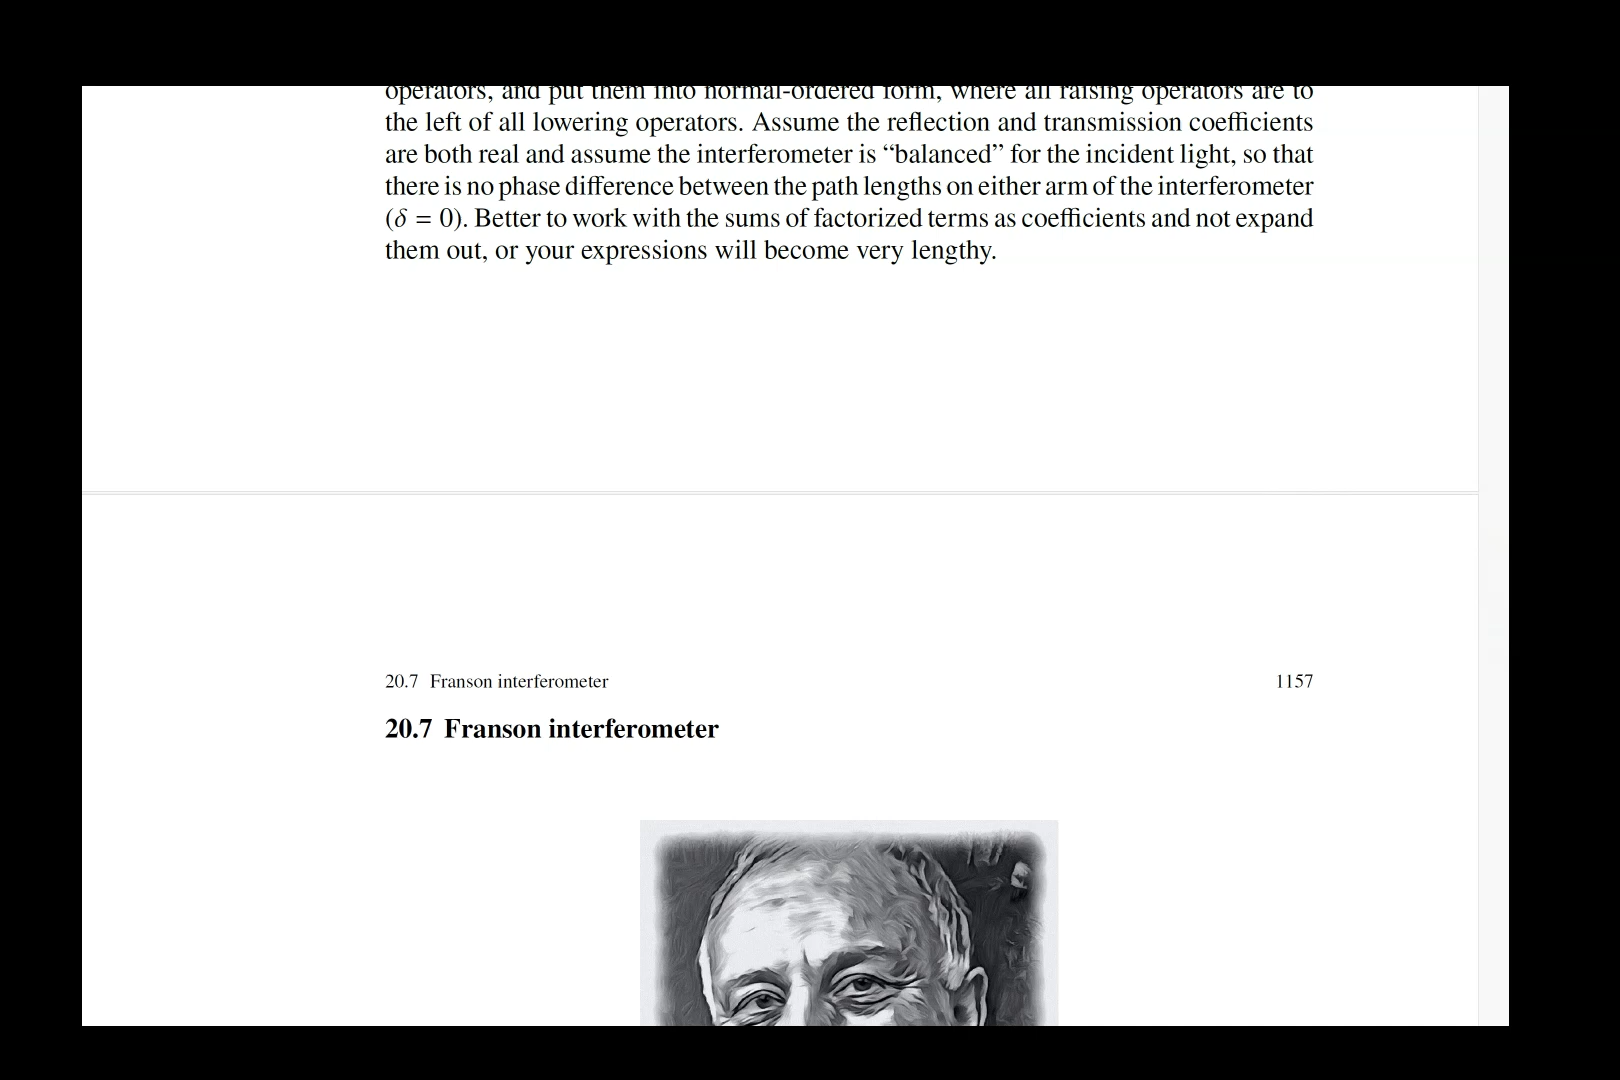 operators, and put them into normal-ordered form, where all raising operators are to
the left of all lowering operators. Assume the reflection and transmission coefficients
are both real and assume the interferometer is “balanced” for the incident light, so that
there is no phase difference between the path lengths on either arm of the interferometer
(δ = 0). Better to work with the sums of factorized terms as coefficients and not expand
them out, or your expressions will become very lengthy.
20.7 Franson interferometer 1157
20.7 Franson interferometer